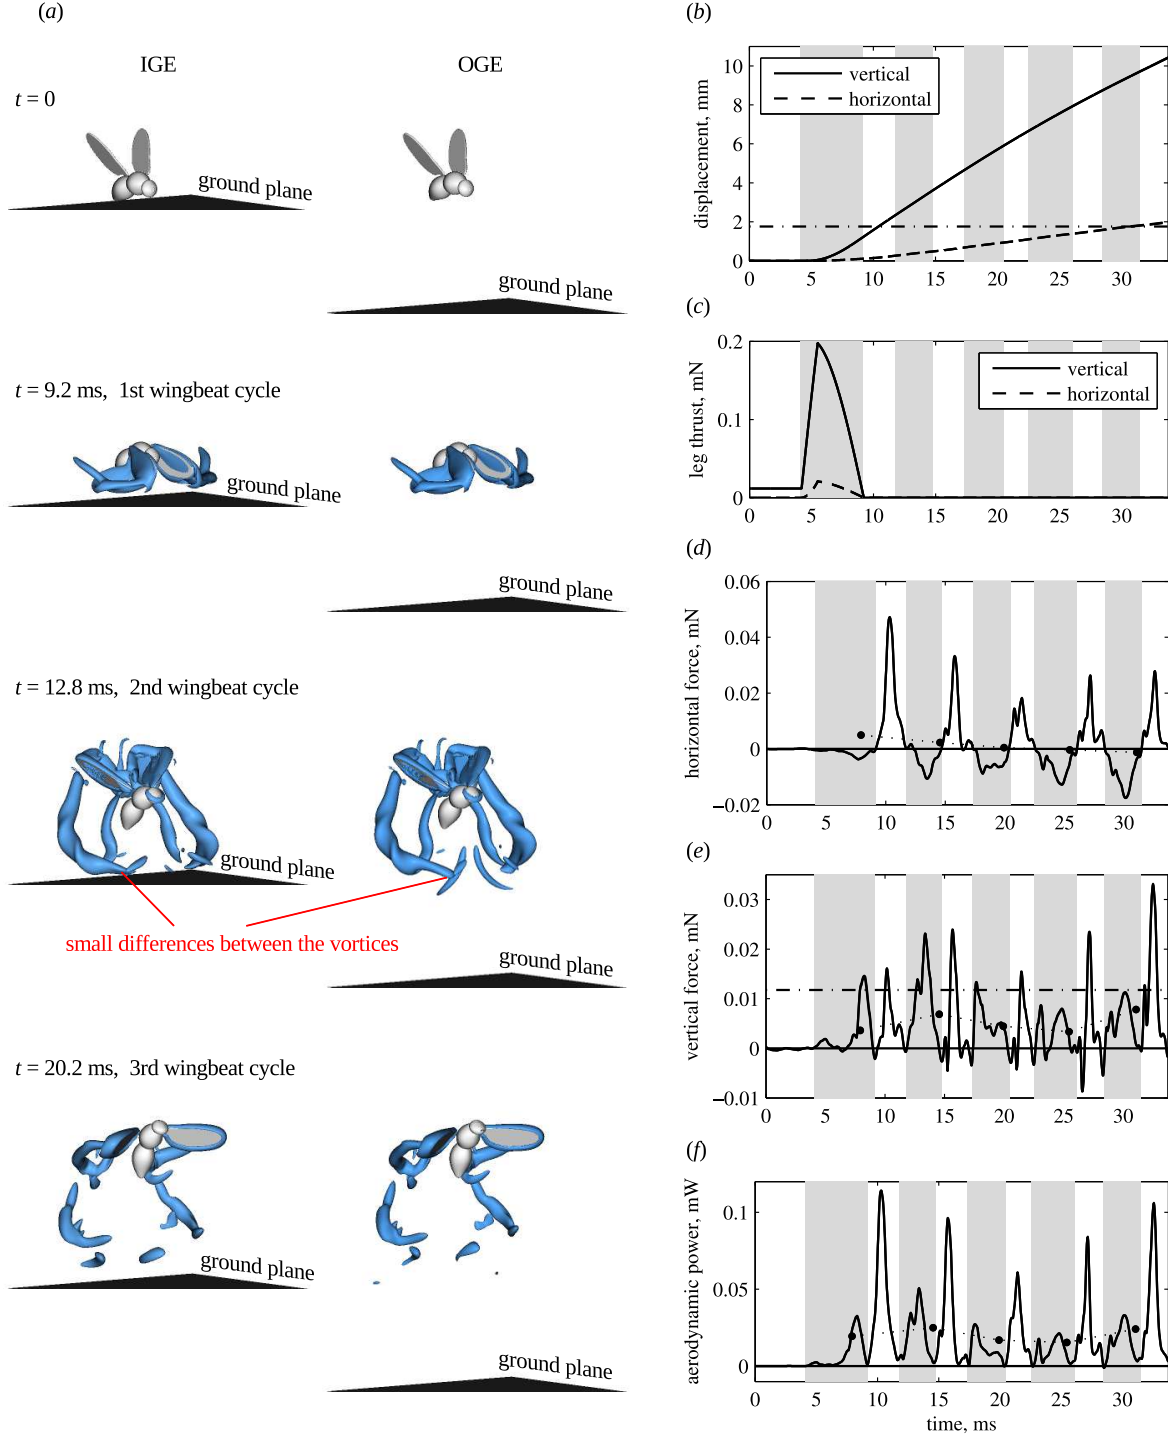 (a)
IGE
OGE
t = 0
ground plane
ground plane
t = 9.2 ms, 1st wingbeat cycle
ground plane
ground plane
t = 12.8 ms, 2nd wingbeat cycle
ground plane
small differences between the vortices
ground plane
t = 20.2 ms, 3rd wingbeat cycle
ground plane
ground plane
(b)
displacement, mm
10
8
6
4
2
0
vertical
horizontal
0 5 10 15 20 25 30
(c)
leg thrust, mN
0.2
0.1
0
vertical
horizontal
0 5 10 15 20 25 30
(d)
horizontal force, mN
0.06
0.04
0.02
0
−0.02
0 5 10 15 20 25 30
(e)
vertical force, mN
0.03
0.02
0.01
0
−0.01
0 5 10 15 20 25 30
(f)
aerodynamic power, mW
0.1
0.05
0
0 5 10 15 20 25 30
time, ms